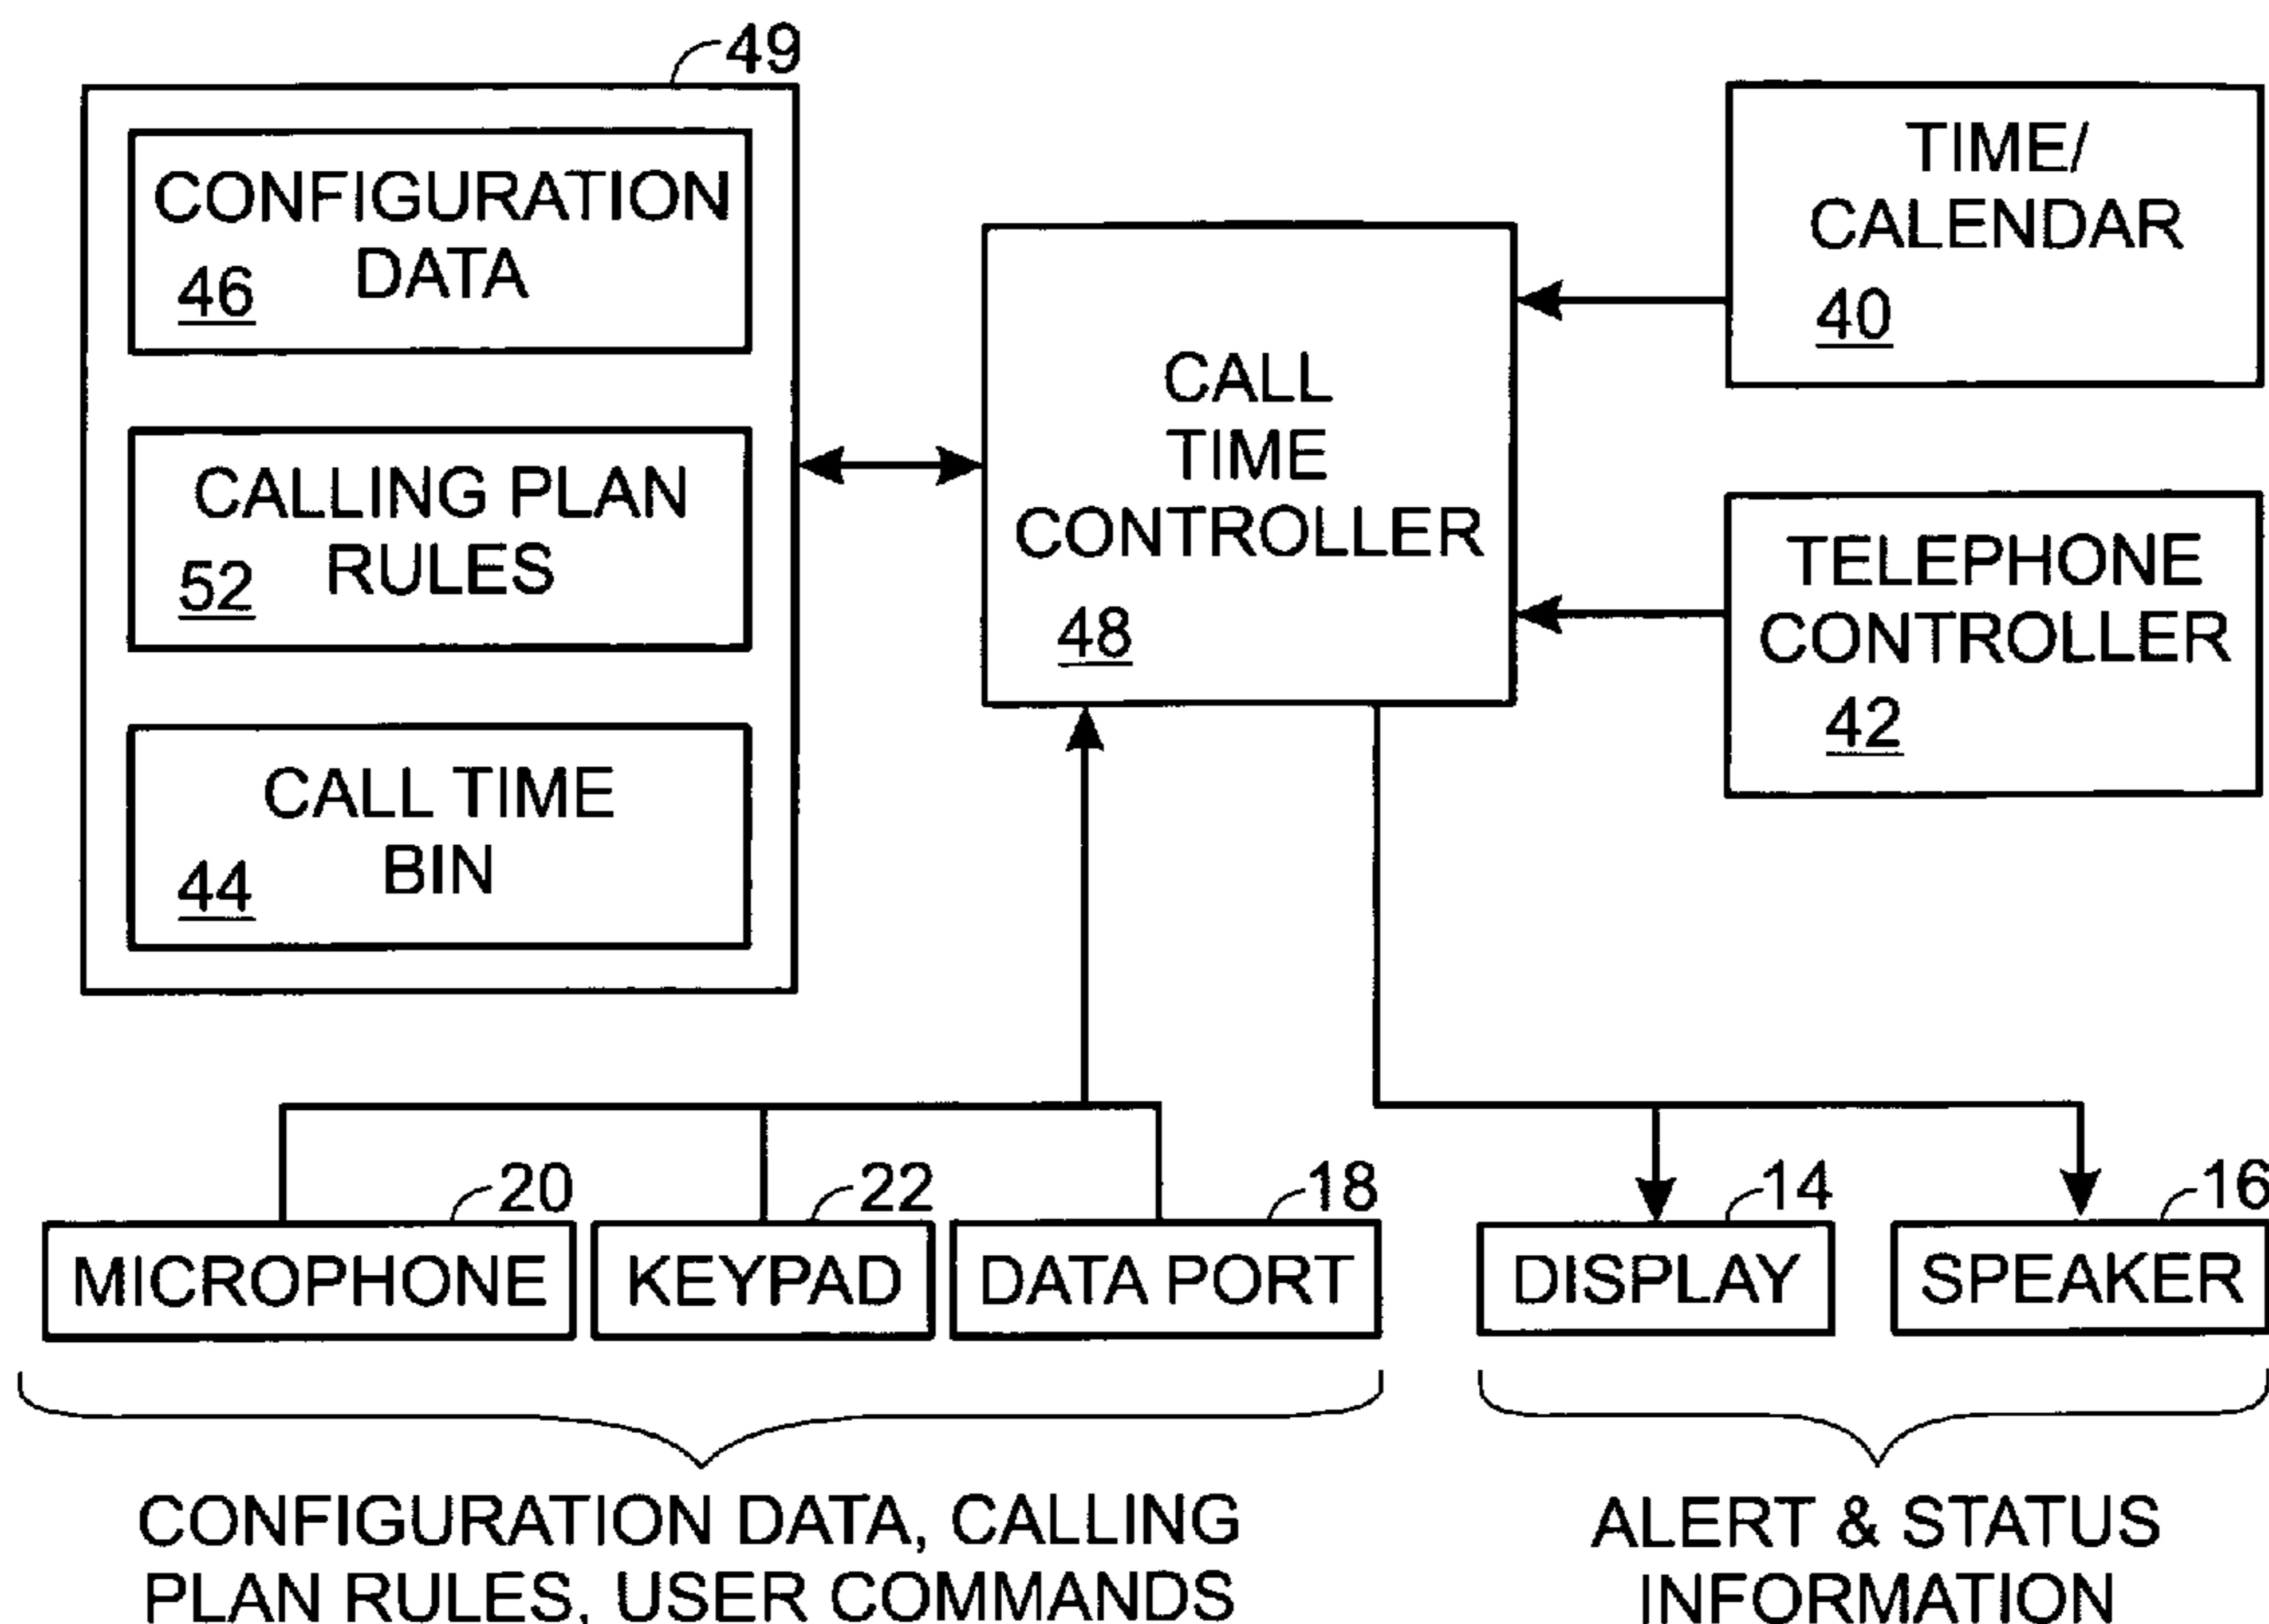 49
CONFIGURATION
DATA
46
CALLING PLAN
RULES
52
CALL TIME
BIN
44
CALL
TIME
CONTROLLER
48
TIME/
CALENDAR
40
TELEPHONE
CONTROLLER
42
20
MICROPHONE
22
KEYPAD
18
DATA PORT
14
DISPLAY
16
SPEAKER
CONFIGURATION DATA, CALLING
PLAN RULES, USER COMMANDS
ALERT & STATUS
INFORMATION